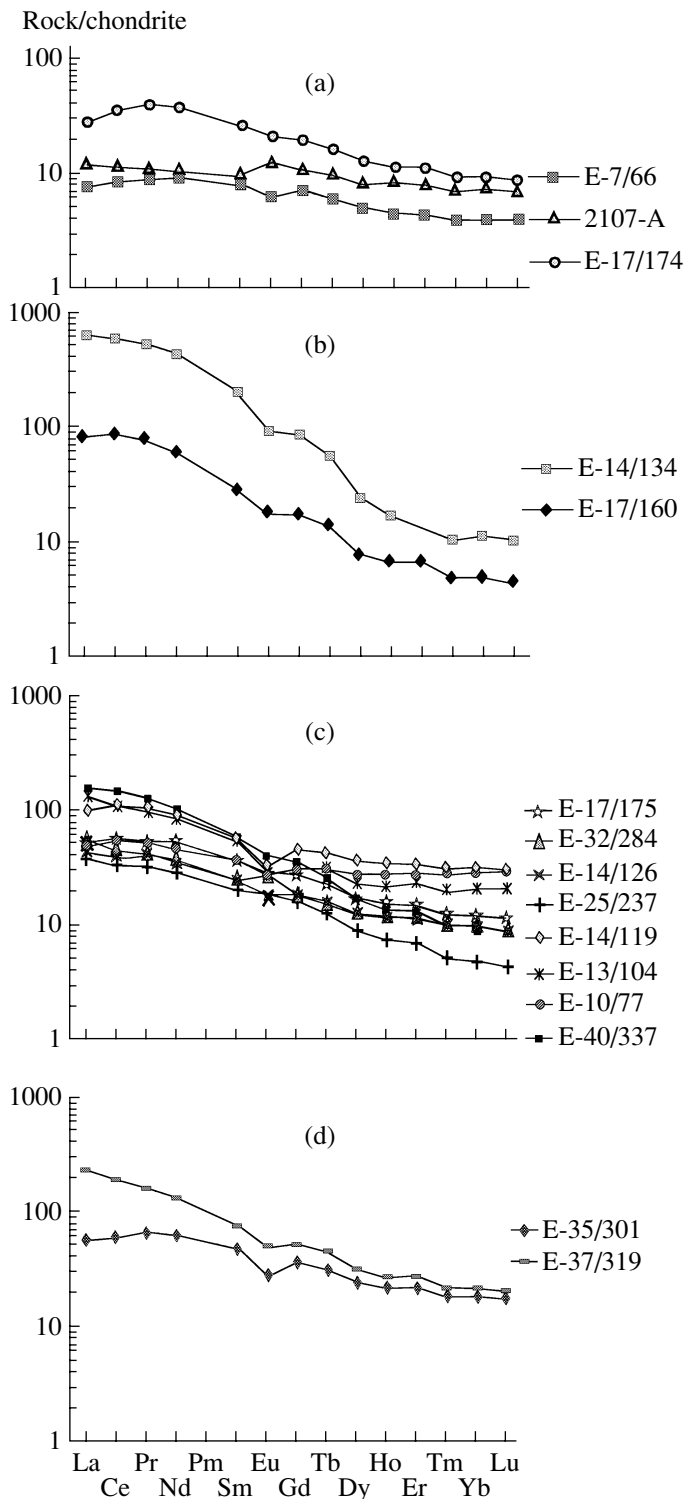 Rock/chondrite
100
(a)
10
E-7/66
2107-A
E-17/174
1
1000
(b)
100
E-14/134
E-17/160
10
1
1000
(c)
100
E-17/175
E-32/284
E-14/126
E-25/237
10
E-14/119
E-13/104
E-10/77
1
E-40/337
1000
(d)
100
E-35/301
E-37/319
10
1
La Pr Pm Eu Tb Ho Tm Lu
Ce Nd Sm Gd Dy Er Yb